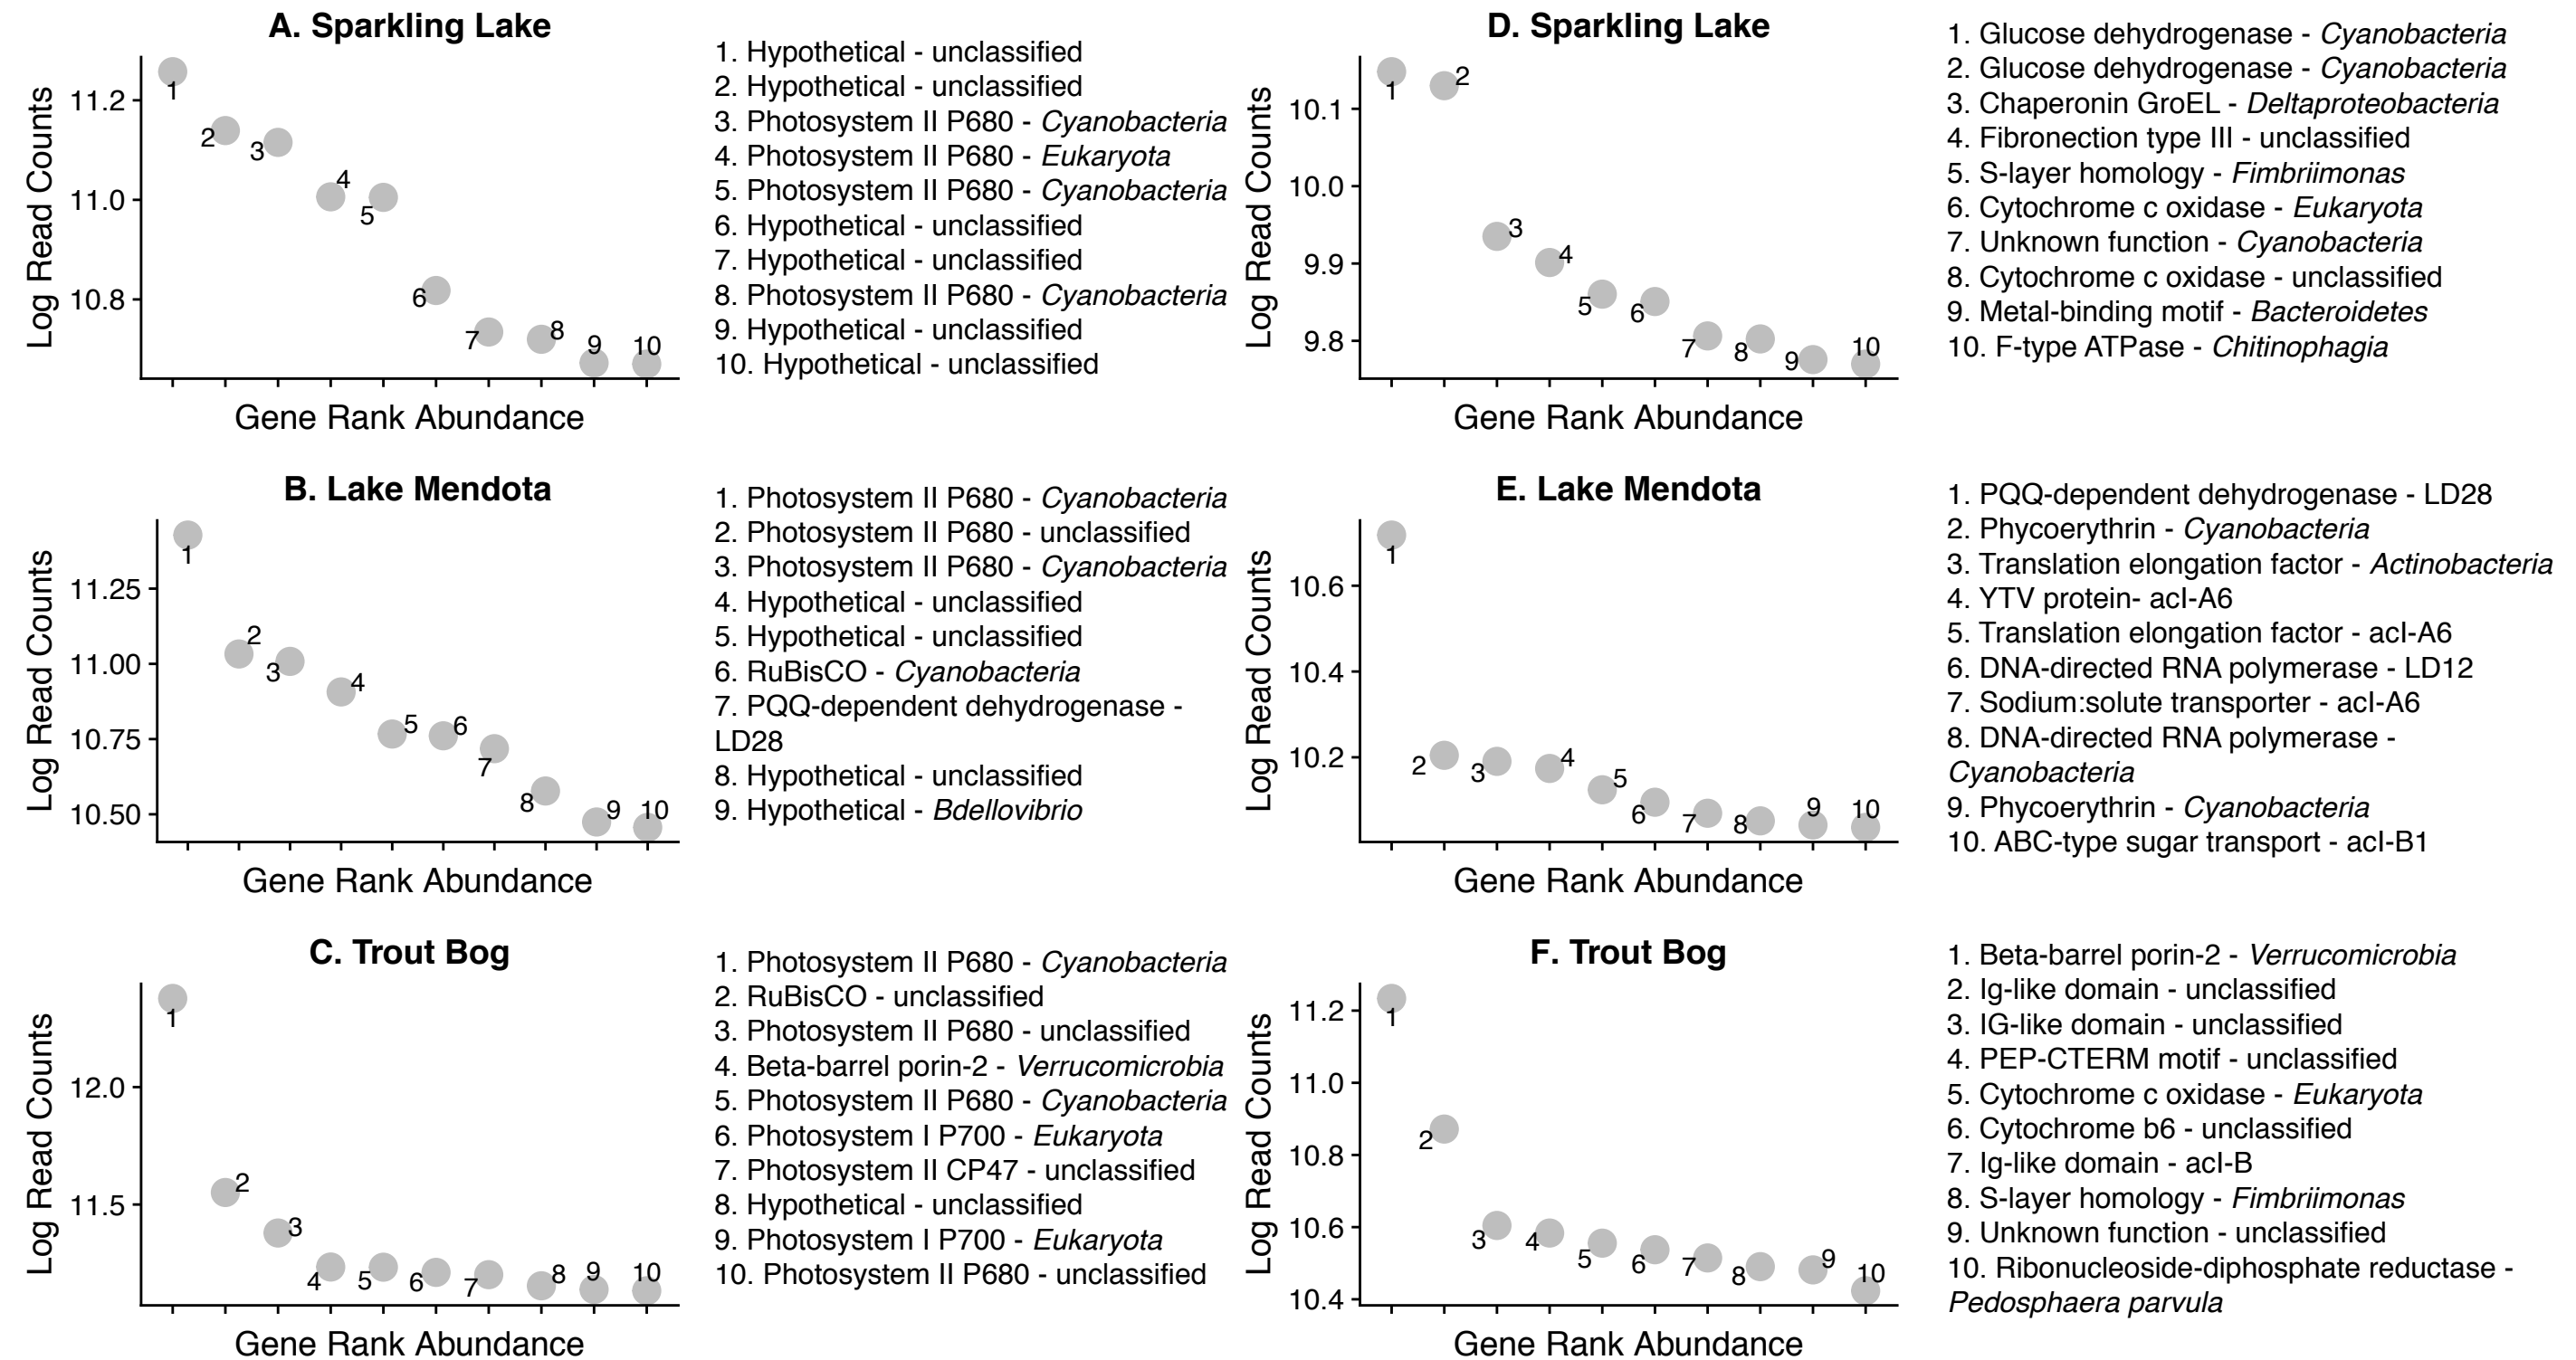 A. Sparkling Lake
Log Read Counts
11.2
11.0
10.8
1
2
3
4
5
6
7
8
9
10
Gene Rank Abundance
1. Hypothetical - unclassified
2. Hypothetical - unclassified
3. Photosystem II P680 - Cyanobacteria
4. Photosystem II P680 - Eukaryota
5. Photosystem II P680 - Cyanobacteria
6. Hypothetical - unclassified
7. Hypothetical - unclassified
8. Photosystem II P680 - Cyanobacteria
9. Hypothetical - unclassified
10. Hypothetical - unclassified
D. Sparkling Lake
Log Read Counts
10.1
10.0
9.9
9.8
1
2
3
4
5
6
7
8
9
10
Gene Rank Abundance
1. Glucose dehydrogenase - Cyanobacteria
2. Glucose dehydrogenase - Cyanobacteria
3. Chaperonin GroEL - Deltaproteobacteria
4. Fibronection type III - unclassified
5. S-layer homology - Fimbriimonas
6. Cytochrome c oxidase - Eukaryota
7. Unknown function - Cyanobacteria
8. Cytochrome c oxidase - unclassified
9. Metal-binding motif - Bacteroidetes
10. F-type ATPase - Chitinophagia
B. Lake Mendota
Log Read Counts
11.25
11.00
10.75
10.50
1
2
3
4
5
6
7
8
9
10
Gene Rank Abundance
1. Photosystem II P680 - Cyanobacteria
2. Photosystem II P680 - unclassified
3. Photosystem II P680 - Cyanobacteria
4. Hypothetical - unclassified
5. Hypothetical - unclassified
6. RuBisCO - Cyanobacteria
7. PQQ-dependent dehydrogenase -
LD28
8. Hypothetical - unclassified
9. Hypothetical - Bdellovibrio
E. Lake Mendota
Log Read Counts
10.6
10.4
10.2
1
2
3
4
5
6
7
8
9
10
Gene Rank Abundance
1. PQQ-dependent dehydrogenase - LD28
2. Phycoerythrin - Cyanobacteria
3. Translation elongation factor - Actinobacteria
4. YTV protein- acI-A6
5. Translation elongation factor - acI-A6
6. DNA-directed RNA polymerase - LD12
7. Sodium:solute transporter - acI-A6
8. DNA-directed RNA polymerase -
Cyanobacteria
9. Phycoerythrin - Cyanobacteria
10. ABC-type sugar transport - acI-B1
C. Trout Bog
Log Read Counts
12.0
11.5
1
2
3
4
5
6
7
8
9
10
Gene Rank Abundance
1. Photosystem II P680 - Cyanobacteria
2. RuBisCO - unclassified
3. Photosystem II P680 - unclassified
4. Beta-barrel porin-2 - Verrucomicrobia
5. Photosystem II P680 - Cyanobacteria
6. Photosystem I P700 - Eukaryota
7. Photosystem II CP47 - unclassified
8. Hypothetical - unclassified
9. Photosystem I P700 - Eukaryota
10. Photosystem II P680 - unclassified
F. Trout Bog
Log Read Counts
11.2
11.0
10.8
10.6
10.4
1
2
3
4
5
6
7
8
9
10
Gene Rank Abundance
1. Beta-barrel porin-2 - Verrucomicrobia
2. Ig-like domain - unclassified
3. IG-like domain - unclassified
4. PEP-CTERM motif - unclassified
5. Cytochrome c oxidase - Eukaryota
6. Cytochrome b6 - unclassified
7. Ig-like domain - acI-B
8. S-layer homology - Fimbriimonas
9. Unknown function - unclassified
10. Ribonucleoside-diphosphate reductase -
Pedosphaera parvula